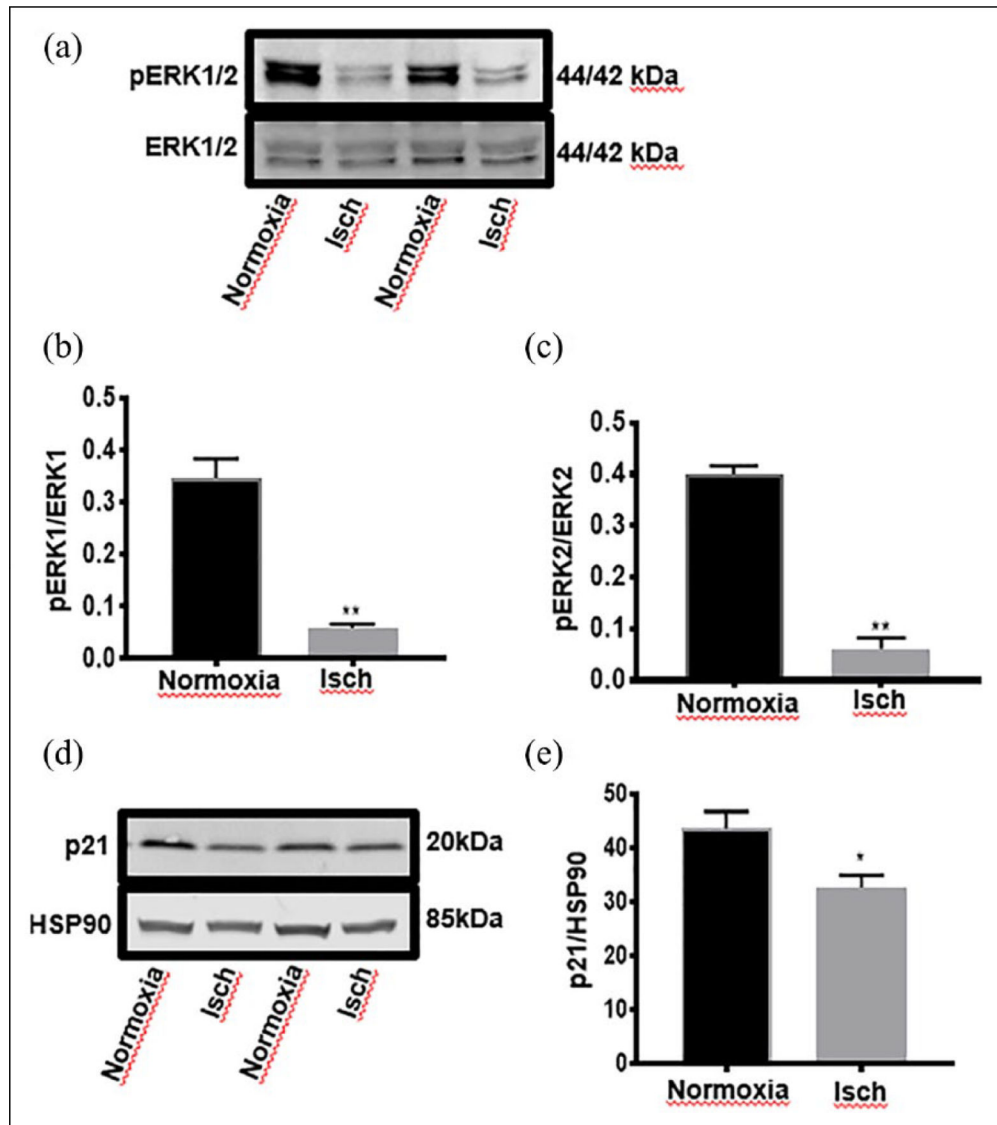 (a)
pERK1/2
44/42 kDa
ERK1/2
44/42 kDa
Normoxia
Isch
Normoxia
Isch
(b)
pERK1/ERK1
0.5
0.4
0.3
0.2
0.1
0.0
**
Normoxia
Isch
(c)
pERK2/ERK2
0.5
0.4
0.3
0.2
0.1
0.0
**
Normoxia
Isch
(d)
p21
20kDa
HSP90
85kDa
Normoxia
Isch
Normoxia
Isch
(e)
p21/HSP90
50
40
30
20
10
0
*
Normoxia
Isch